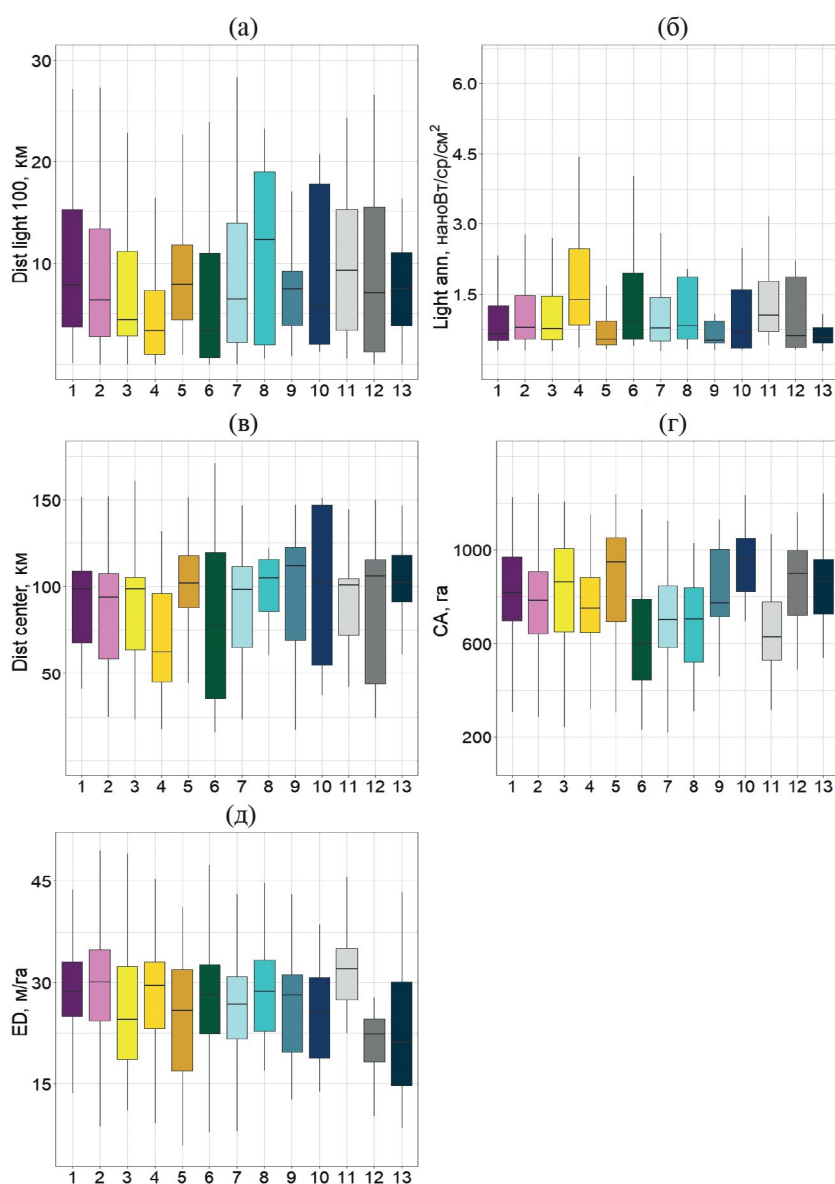 (а)
Dist light 100, км
30
20
10
1 2 3 4 5 6 7 8 9 10 11 12 13
(б)
Light ann, наноВт/ср/см²
6.0
4.5
3.0
1.5
1 2 3 4 5 6 7 8 9 10 11 12 13
(в)
Dist center, км
150
100
50
1 2 3 4 5 6 7 8 9 10 11 12 13
(г)
CA, га
1000
600
200
1 2 3 4 5 6 7 8 9 10 11 12 13
(д)
ED, м/га
45
30
15
1 2 3 4 5 6 7 8 9 10 11 12 13